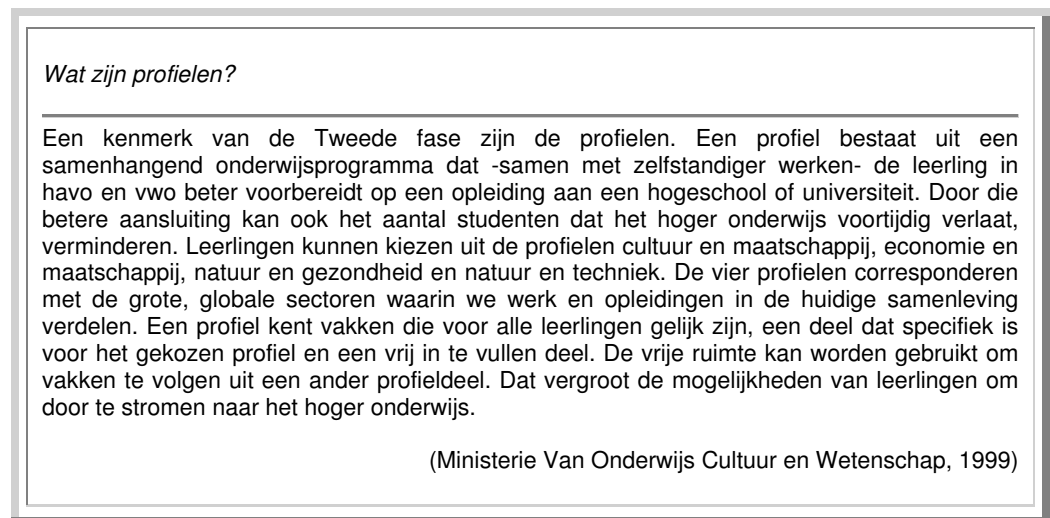 Wat zijn profielen?
Een kenmerk van de Tweede fase zijn de profielen. Een profiel bestaat uit een
samenhangend onderwijsprogramma dat -samen met zelfstandiger werken- de leerling in
havo en vwo beter voorbereidt op een opleiding aan een hogeschool of universiteit. Door die
betere aansluiting kan ook het aantal studenten dat het hoger onderwijs voortijdig verlaat,
verminderen. Leerlingen kunnen kiezen uit de profielen cultuur en maatschappij, economie en
maatschappij, natuur en gezondheid en natuur en techniek. De vier profielen corresponderen
met de grote, globale sectoren waarin we werk en opleidingen in de huidige samenleving
verdelen. Een profiel kent vakken die voor alle leerlingen gelijk zijn, een deel dat specifiek is
voor het gekozen profiel en een vrij in te vullen deel. De vrije ruimte kan worden gebruikt om
vakken te volgen uit een ander profieldeel. Dat vergroot de mogelijkheden van leerlingen om
door te stromen naar het hoger onderwijs.
(Ministerie Van Onderwijs Cultuur en Wetenschap, 1999)